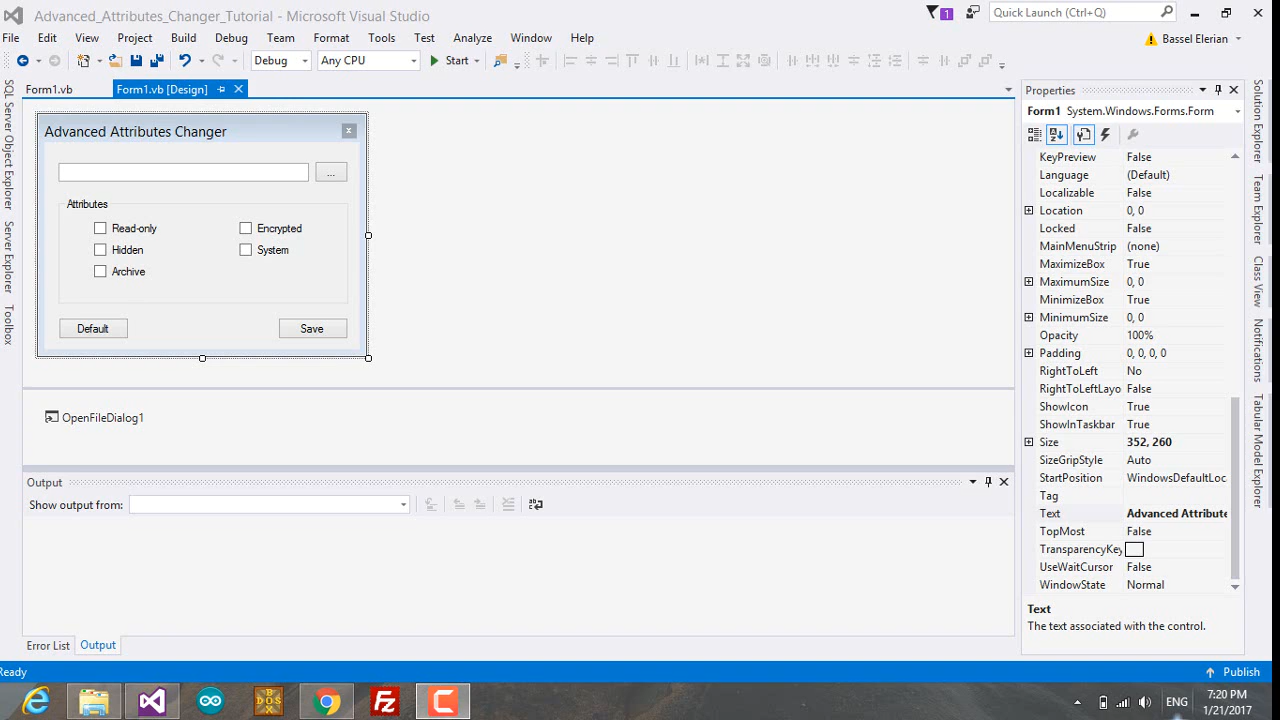 Advanced_Attributes_Changer_Tutorial - Microsoft Visual Studio
1
Quick Launch (Ctrl+Q)
File Edit View Project Build Debug Team Format Tools Test Analyze Window Help
Bassel Elerian
Debug Any CPU Start
Form1.vb Form1.vb [Design]
Advanced Attributes Changer
...
Attributes
Read-only Encrypted
Hidden System
Archive
Default Save
OpenFileDialog1
Output
Show output from:
Error List Output
Ready
Publish
SQL Server Object Explorer
Server Explorer
Toolbox
Properties
Form1 System.Windows.Forms.Form
KeyPreview False
Language (Default)
Localizable False
Location 0, 0
Locked False
MainMenuStrip (none)
MaximizeBox True
MaximumSize 0, 0
MinimizeBox True
MinimumSize 0, 0
Opacity 100%
Padding 0, 0, 0, 0
RightToLeft No
RightToLeftLayo False
ShowIcon True
ShowInTaskbar True
Size 352, 260
SizeGripStyle Auto
StartPosition WindowsDefaultLoc
Tag
Text Advanced Attribute
TopMost False
TransparencyKey
UseWaitCursor False
WindowState Normal
Text
The text associated with the control.
Solution Explorer
Team Explorer
Class View
Notifications
Tabular Model Explorer
DOS
Fz
C
ENG
7:20 PM
1/21/2017